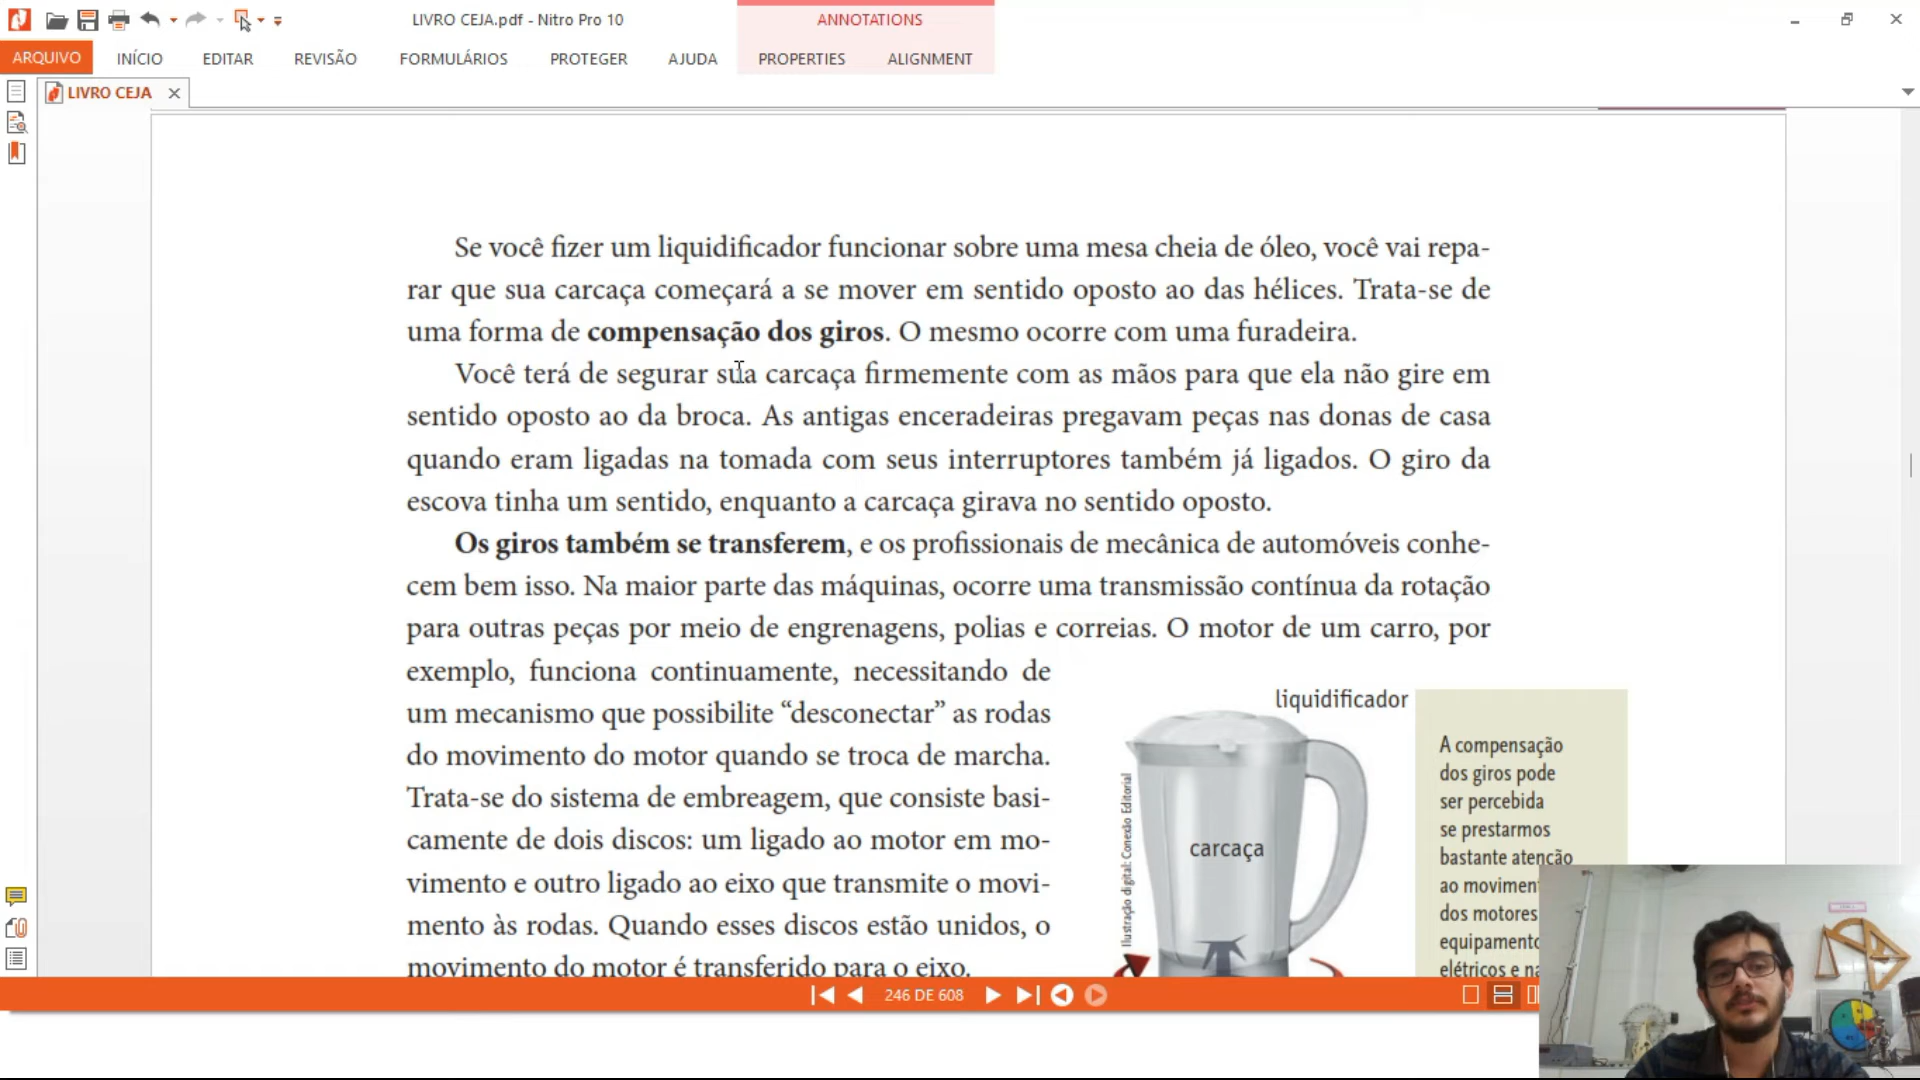 LIVRO CEJA.pdf - Nitro Pro 10
ANNOTATIONS
ARQUIVO
INÍCIO
EDITAR
REVISÃO
FORMULÁRIOS
PROTEGER
AJUDA
PROPERTIES
ALIGNMENT
LIVRO CEJA
Se você fizer um liquidificador funcionar sobre uma mesa cheia de óleo, você vai repa-
rar que sua carcaça começará a se mover em sentido oposto ao das hélices. Trata-se de
uma forma de compensação dos giros. O mesmo ocorre com uma furadeira.
Você terá de segurar sua carcaça firmemente com as mãos para que ela não gire em
sentido oposto ao da broca. As antigas enceradeiras pregavam peças nas donas de casa
quando eram ligadas na tomada com seus interruptores também já ligados. O giro da
escova tinha um sentido, enquanto a carcaça girava no sentido oposto.
Os giros também se transferem, e os profissionais de mecânica de automóveis conhe-
cem bem isso. Na maior parte das máquinas, ocorre uma transmissão contínua da rotação
para outras peças por meio de engrenagens, polias e correias. O motor de um carro, por
exemplo, funciona continuamente, necessitando de
um mecanismo que possibilite “desconectar” as rodas
do movimento do motor quando se troca de marcha.
Trata-se do sistema de embreagem, que consiste basi-
camente de dois discos: um ligado ao motor em mo-
vimento e outro ligado ao eixo que transmite o movi-
mento às rodas. Quando esses discos estão unidos, o
movimento do motor é transferido para o eixo.
liquidificador
carcaça
Ilustração digital: Conexão Editorial
A compensação
dos giros pode
ser percebida
se prestarmos
bastante atenção
ao movimen
dos motores
equipamento
elétricos e na
246 DE 608